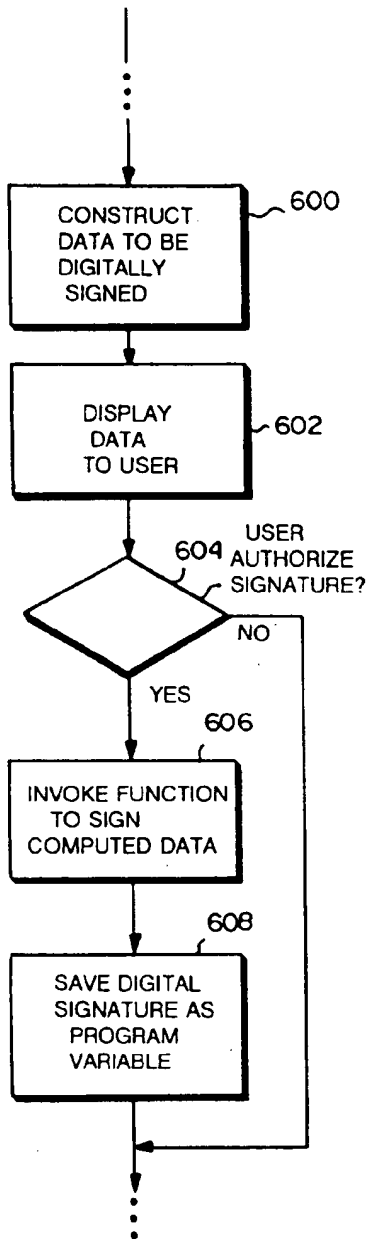 600
CONSTRUCT
DATA TO BE
DIGITALLY
SIGNED
DISPLAY
DATA
TO USER
602
604
USER
AUTHORIZE
SIGNATURE?
NO
YES
606
INVOKE FUNCTION
TO SIGN
COMPUTED DATA
608
SAVE DIGITAL
SIGNATURE AS
PROGRAM
VARIABLE